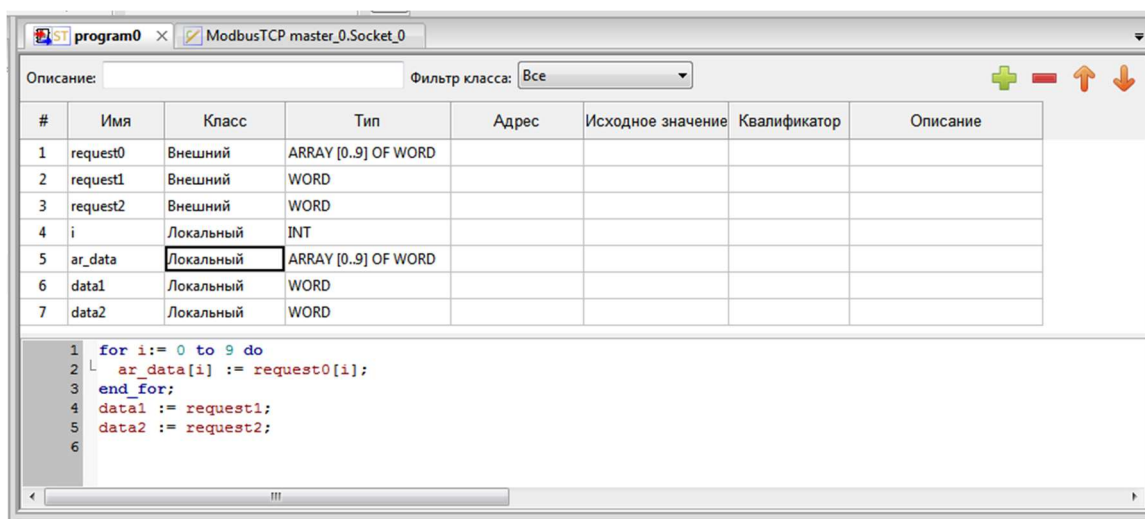 ST program0 × ModbusTCP master_0.Socket_0
Описание: Фильтр класса: Все
# Имя Класс Тип Адрес Исходное значение Квалификатор Описание
1 request0 Внешний ARRAY [0..9] OF WORD
2 request1 Внешний WORD
3 request2 Внешний WORD
4 i Локальный INT
5 ar_data Локальный ARRAY [0..9] OF WORD
6 data1 Локальный WORD
7 data2 Локальный WORD
1 for i:= 0 to 9 do
2 ar_data[i] := request0[i];
3 end_for;
4 data1 := request1;
5 data2 := request2;
6